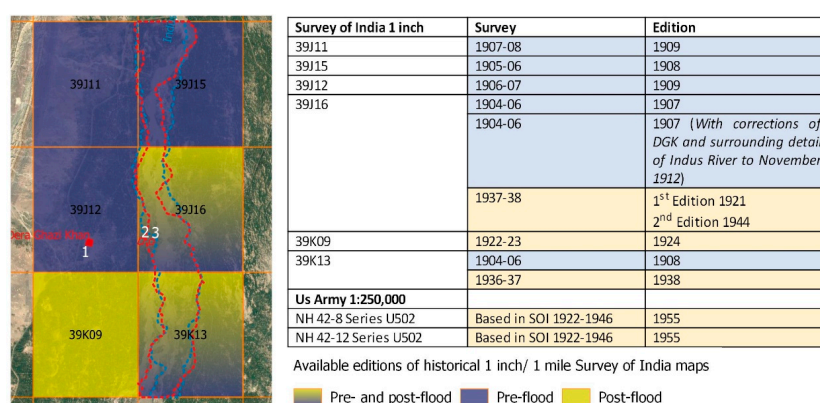 39J11
39J15
39J12
39J16
Dera Ghazi Khan
1
23
39K09
39K13
Survey of India 1 inch Survey Edition
39J11 1907-08 1909
39J15 1905-06 1908
39J12 1906-07 1909
39J16 1904-06 1907
1904-06 1907 (With corrections of
DGK and surrounding detail
of Indus River to November
1912)
1937-38 1st Edition 1921
2nd Edition 1944
39K09 1922-23 1924
39K13 1904-06 1908
1936-37 1938
Us Army 1:250,000
NH 42-8 Series U502 Based in SOI 1922-1946 1955
NH 42-12 Series U502 Based in SOI 1922-1946 1955
Available editions of historical 1 inch/ 1 mile Survey of India maps
Pre- and post-flood Pre-flood Post-flood